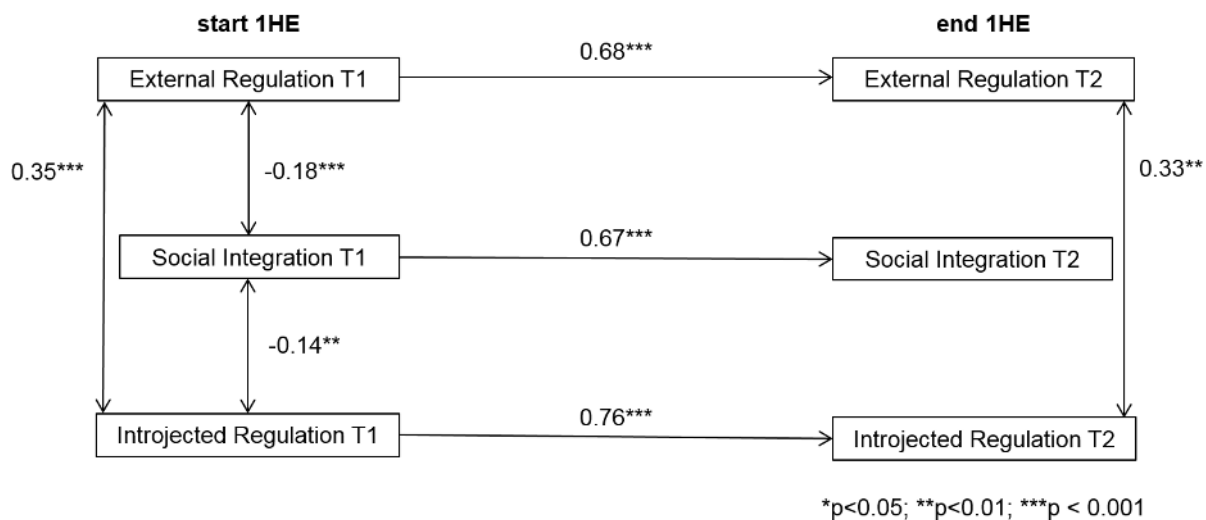 start 1HE
end 1HE
0.68***
External Regulation T1
External Regulation T2
0.35***
-0.18***
0.33**
0.67***
Social Integration T1
Social Integration T2
-0.14**
0.76***
Introjected Regulation T1
Introjected Regulation T2
*p<0.05; **p<0.01; ***p < 0.001